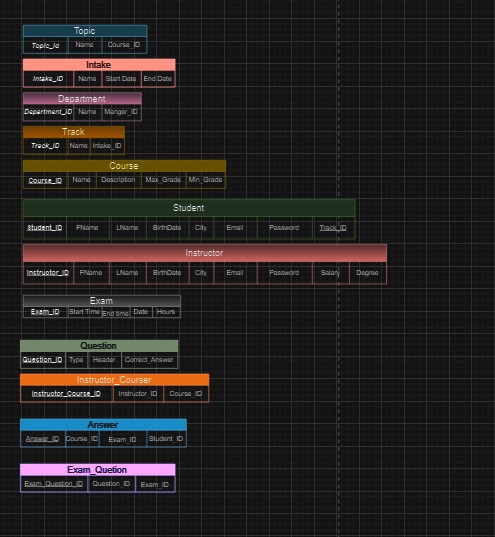 Topic
Topic_Id Name Course_ID
Intake
Intake_ID Name Start Date End Date
Department
Department_ID Name Manger_ID
Track
Track_ID Name Intake_ID
Course
Course_ID Name Description Max_Grade Min_Grade
Student
Student_ID FName LName BirthDate City Email Password Track_ID
Instructor
Instructor_ID FName LName BirthDate City Email Password Salary Degree
Exam
Exam_ID Start Time End time Date Hours
Question
Question_ID Type Header Correct_Answer
Instructor_Courser
Instructor_Course_ID Instructor_ID Course_ID
Answer
Answer_ID Course_ID Exam_ID Student_ID
Exam_Quetion
Exam_Question_ID Question_ID Exam_ID